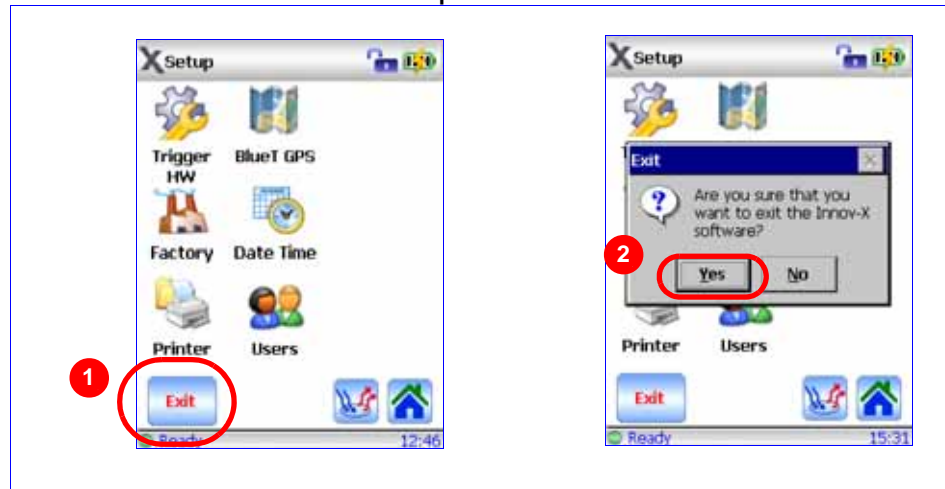 Setup
Trigger
HW
BlueT GPS
Factory
Date Time
Printer
Users
1
Exit
Ready
12:46
Setup
Exit
Are you sure that you
want to exit the Innov-X
software?
2
Yes
No
Printer
Users
Exit
Ready
15:31